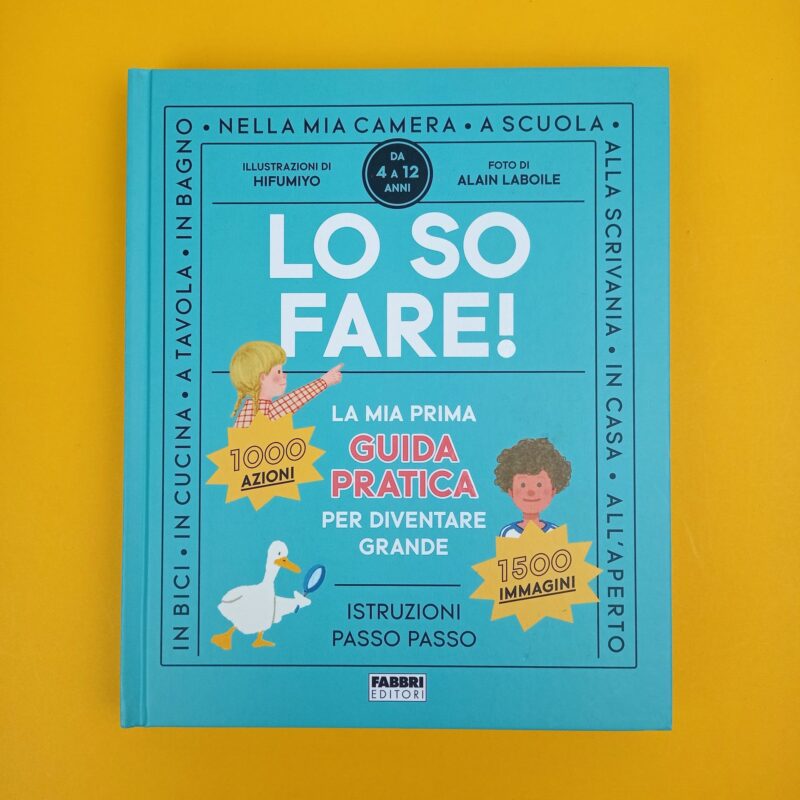 IN BICI • IN CUCINA • A TAVOLA • IN BAGNO
• NELLA MIA CAMERA • A SCUOLA •
ALLA SCRIVANIA • IN CASA • ALL'APERTO
ILLUSTRAZIONI DI
HIFUMIYO
DA
4 A 12
ANNI
FOTO DI
ALAIN LABOILE
LO SO
FARE!
LA MIA PRIMA
GUIDA
PRATICA
PER DIVENTARE
GRANDE
1000
AZIONI
1500
IMMAGINI
ISTRUZIONI
PASSO PASSO
FABBRI
EDITORI